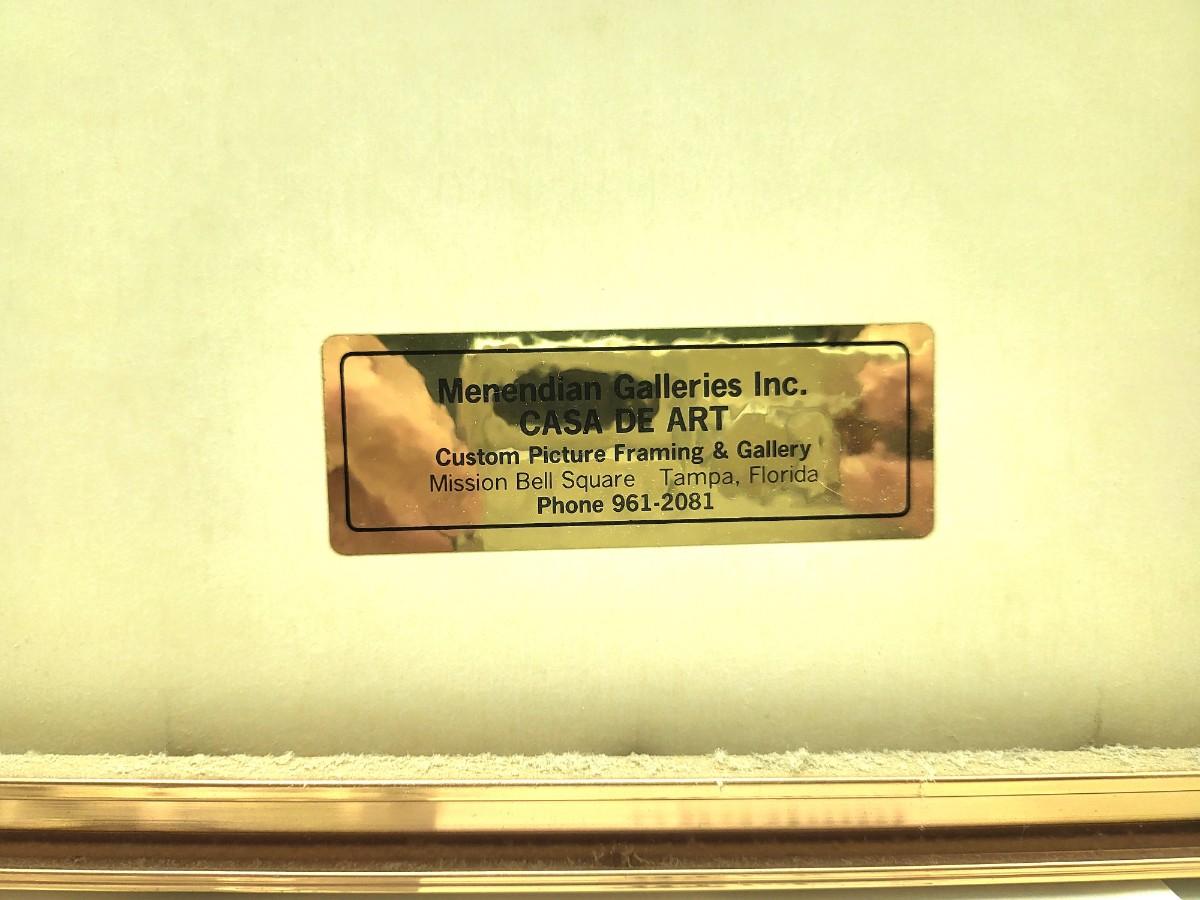 Menendian Galleries Inc.
CASA DE ART
Custom Picture Framing & Gallery
Mission Bell Square Tampa, Florida
Phone 961-2081